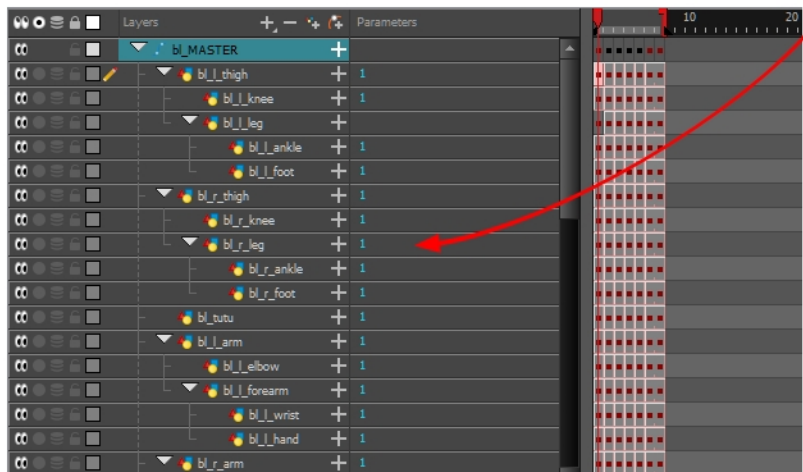 Layers Parameters 10 20
bl_MASTER
bl_l_thigh 1
bl_l_knee 1
bl_l_leg
bl_l_ankle 1
bl_l_foot 1
bl_r_thigh 1
bl_r_knee 1
bl_r_leg 1
bl_r_ankle 1
bl_r_foot 1
bl_tutu 1
bl_l_arm 1
bl_l_elbow 1
bl_l_forearm 1
bl_l_wrist 1
bl_l_hand 1
bl_r_arm 1